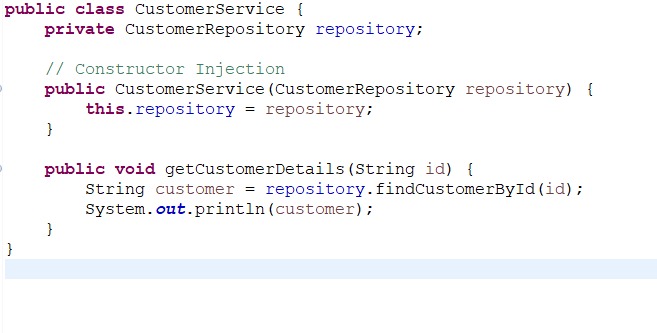 public class CustomerService {
    private CustomerRepository repository;

    // Constructor Injection
    public CustomerService(CustomerRepository repository) {
        this.repository = repository;
    }

    public void getCustomerDetails(String id) {
        String customer = repository.findCustomerById(id);
        System.out.println(customer);
    }
}